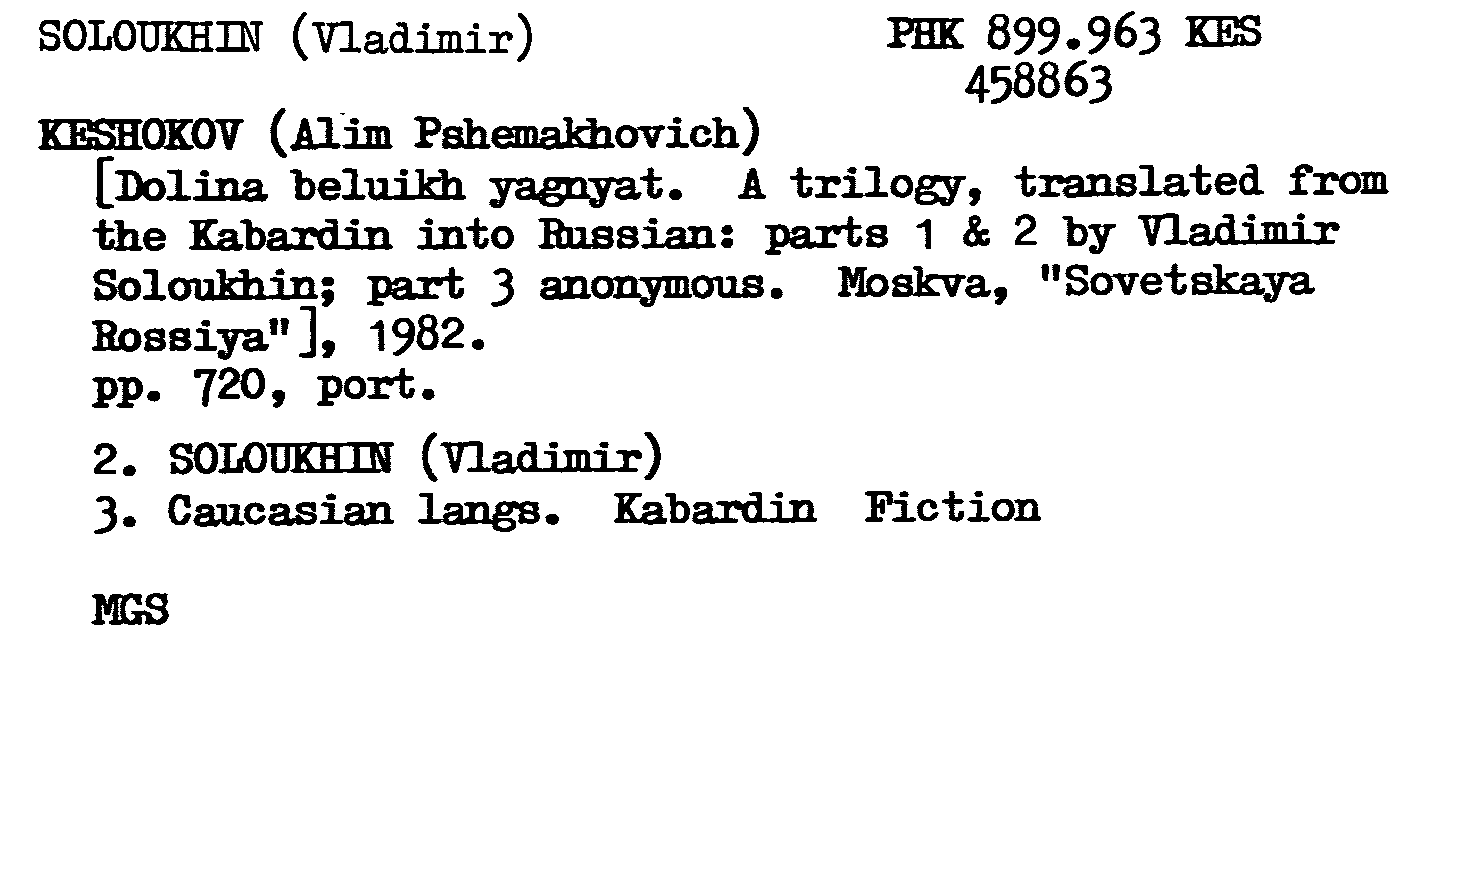 SOLOUKHIN (Vladimir) PHK 899.963 KES
458863
KESHOKOV (Alim Pshemakhovich)
[Dolina beluikh yagnyat. A trilogy, translated from
the Kabardin into Russian: parts 1 & 2 by Vladimir
Soloukhin; part 3 anonymous. Moskva, "Sovetskaya
Rossiya"], 1982.
pp. 720, port.
2. SOLOUKHIN (Vladimir)
3. Caucasian langs. Kabardin Fiction
MGS